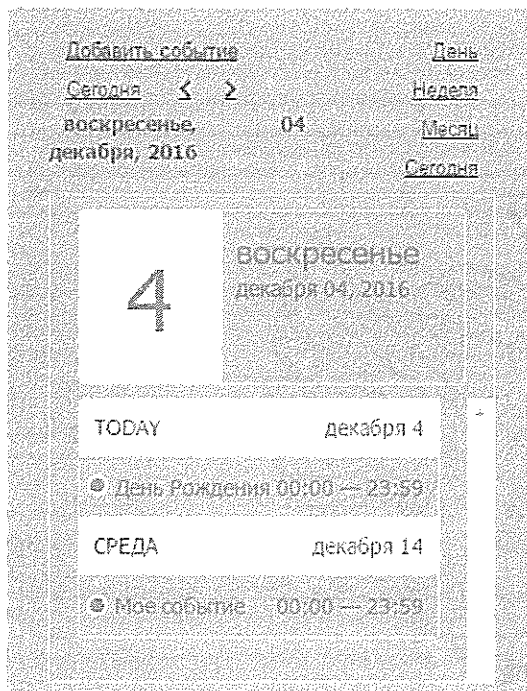 Добавить событие День
Сегодня < > Неделя
воскресенье, 04 Месяц
декабря, 2016
Сегодня
4
воскресенье
декабря 04, 2016
TODAY декабря 4
День Рождения 00:00 — 23:59
СРЕДА декабря 14
Мое событие 00:00 — 23:59